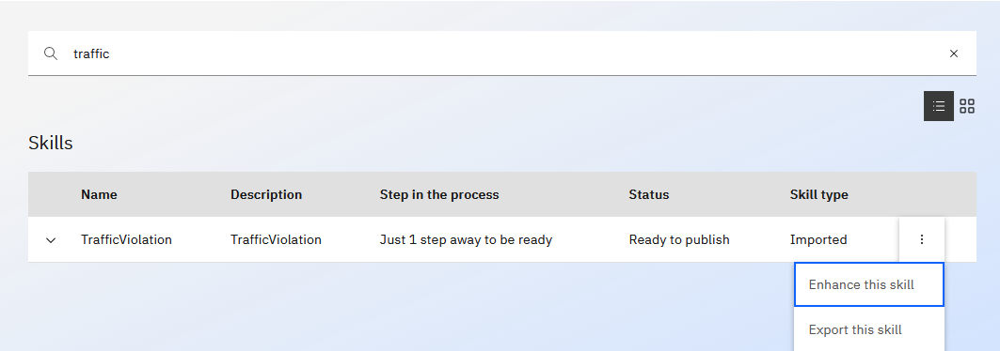 traffic
Skills
Name Description Step in the process Status Skill type
TrafficViolation TrafficViolation Just 1 step away to be ready Ready to publish Imported
Enhance this skill
Export this skill